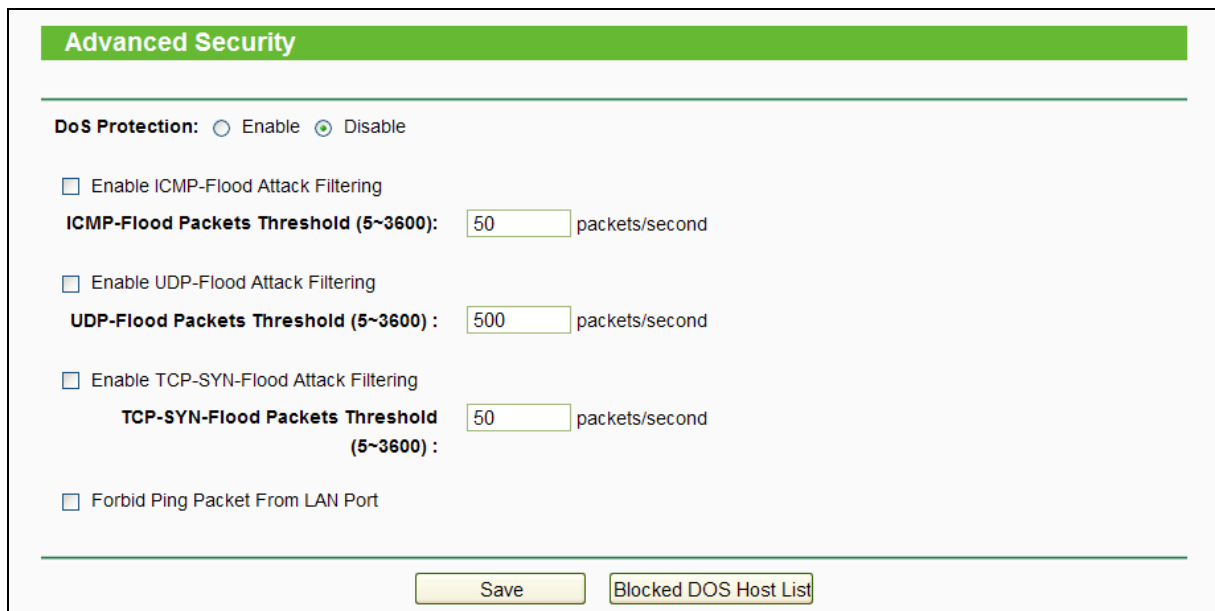 Advanced Security
DoS Protection: Enable Disable
Enable ICMP-Flood Attack Filtering
ICMP-Flood Packets Threshold (5~3600): 50 packets/second
Enable UDP-Flood Attack Filtering
UDP-Flood Packets Threshold (5~3600) : 500 packets/second
Enable TCP-SYN-Flood Attack Filtering
TCP-SYN-Flood Packets Threshold 50 packets/second
(5~3600) :
Forbid Ping Packet From LAN Port
Save Blocked DOS Host List